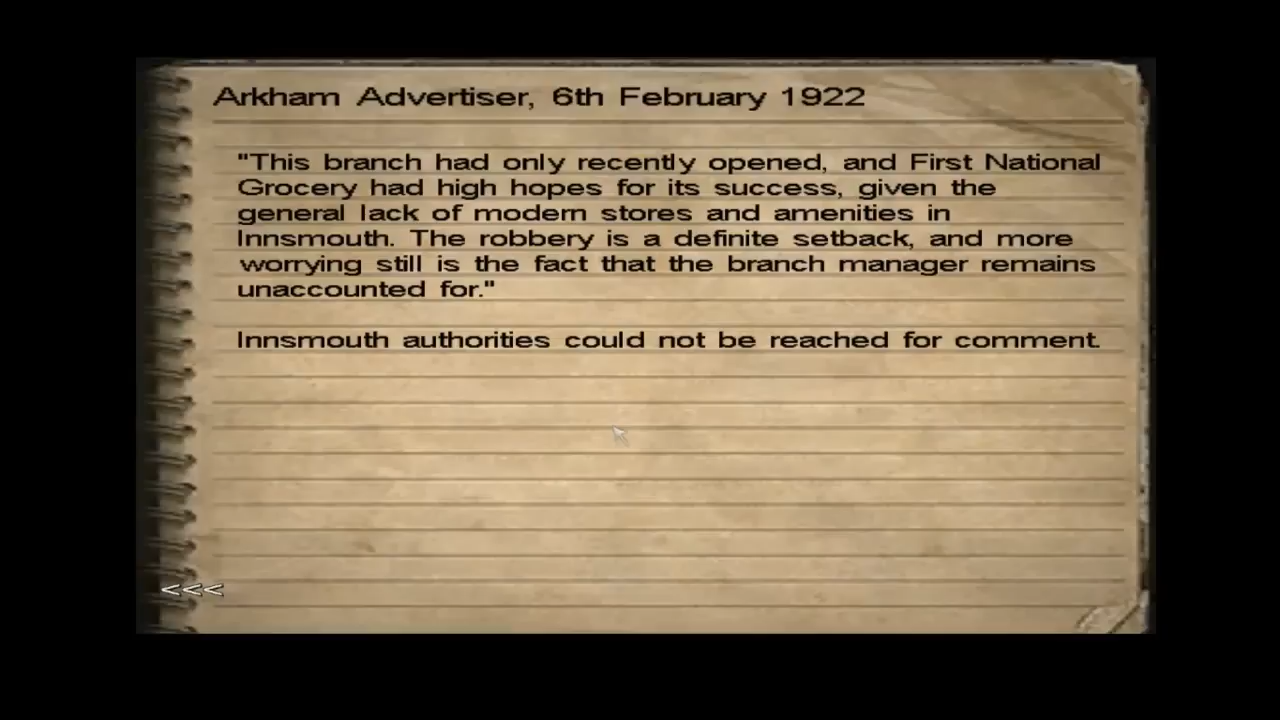 Arkham Advertiser, 6th February 1922
"This branch had only recently opened, and First National
Grocery had high hopes for its success, given the
general lack of modern stores and amenities in
Innsmouth. The robbery is a definite setback, and more
worrying still is the fact that the branch manager remains
unaccounted for."
Innsmouth authorities could not be reached for comment.
<<<